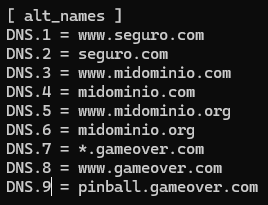 [ alt_names ]
DNS.1 = www.seguro.com
DNS.2 = seguro.com
DNS.3 = www.midominio.com
DNS.4 = midominio.com
DNS.5 = www.midominio.org
DNS.6 = midominio.org
DNS.7 = *.gameover.com
DNS.8 = www.gameover.com
DNS.9 = pinball.gameover.com